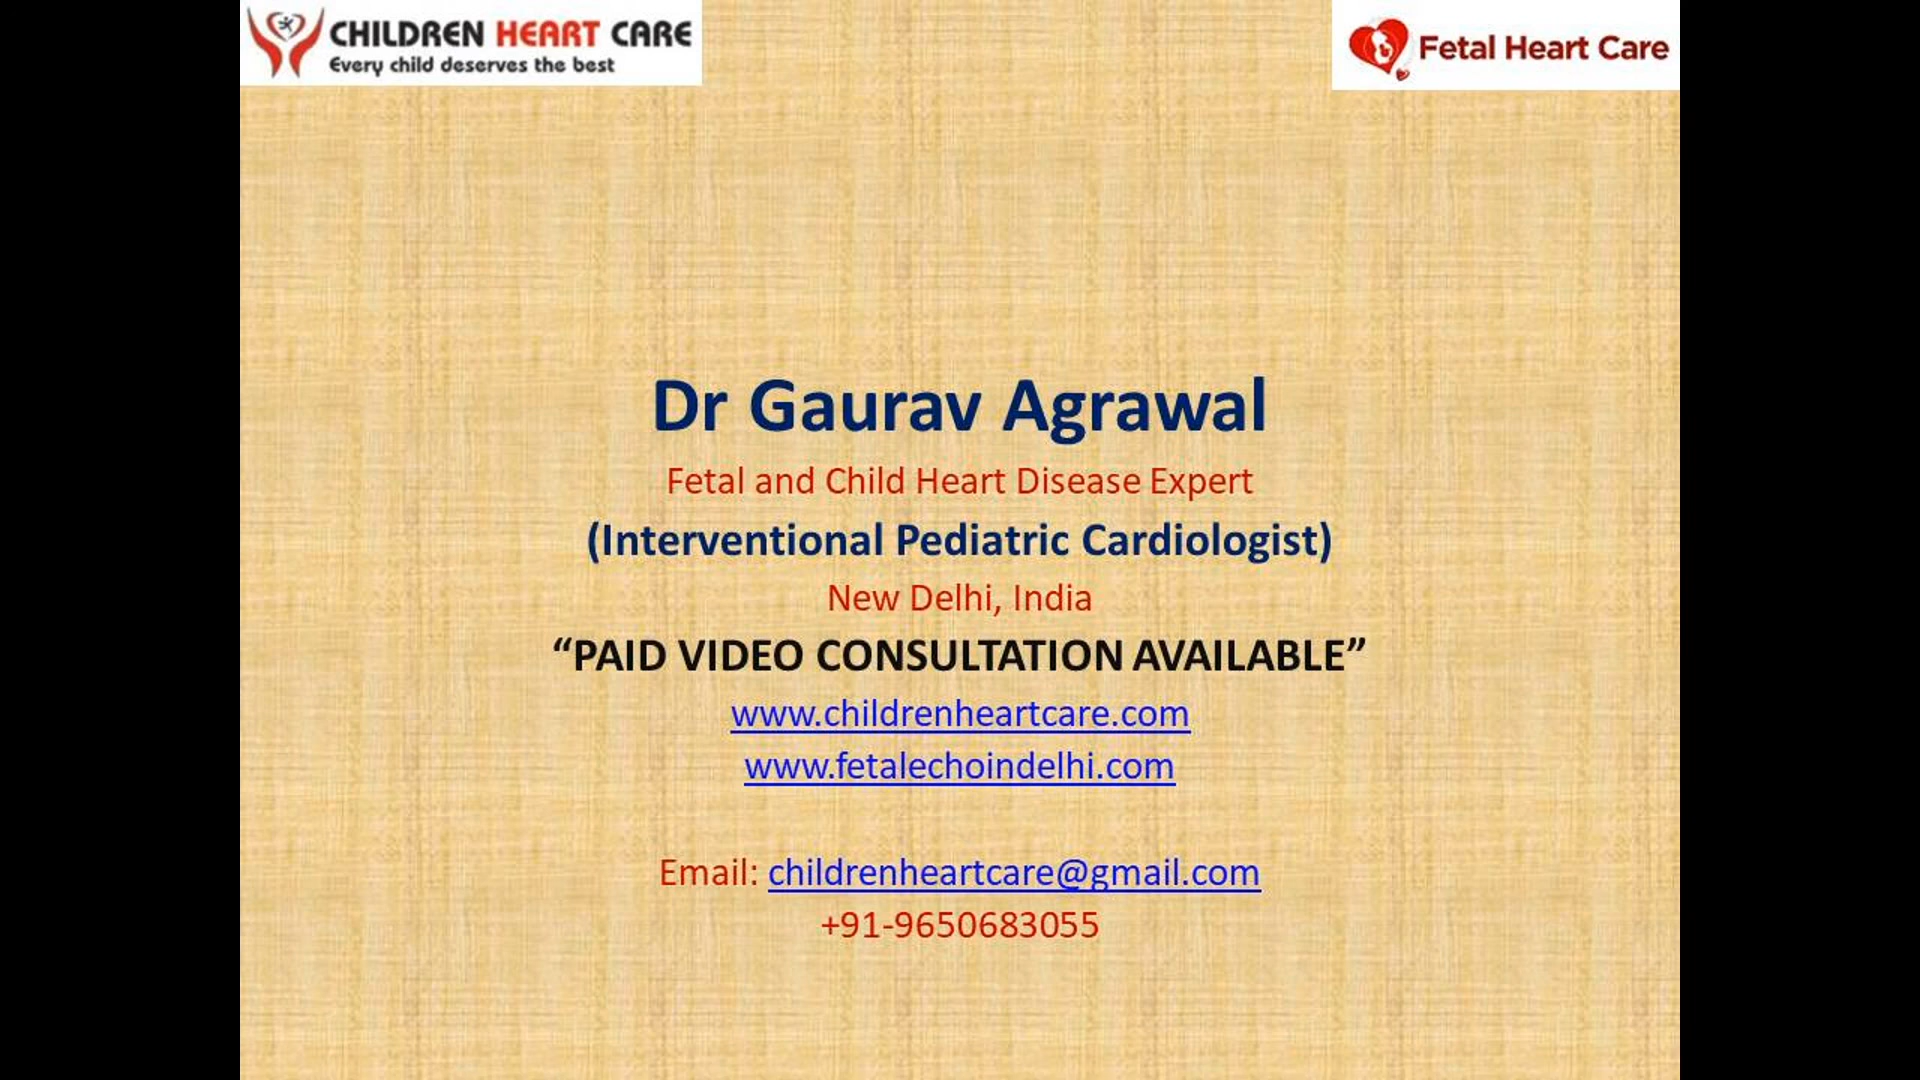 CHILDREN HEART CARE
Every child deserves the best
Fetal Heart Care
Dr Gaurav Agrawal
Fetal and Child Heart Disease Expert
(Interventional Pediatric Cardiologist)
New Delhi, India
“PAID VIDEO CONSULTATION AVAILABLE”
www.childrenheartcare.com
www.fetalechoindelhi.com
Email: childrenheartcare@gmail.com
+91-9650683055